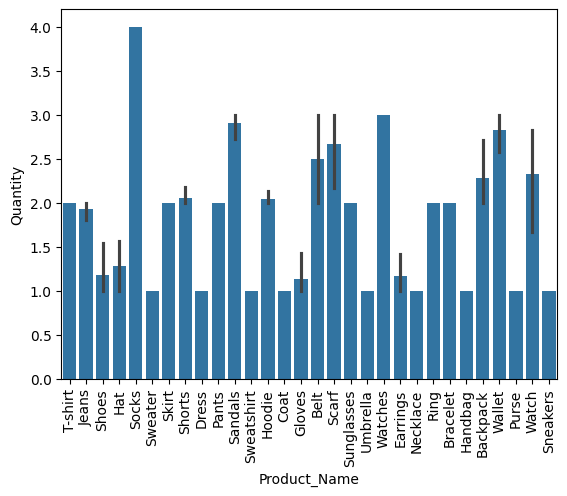 4.0
3.5
3.0
2.5
2.0
1.5
1.0
0.5
0.0
Quantity
T-shirt
Jeans
Shoes
Hat
Socks
Sweater
Skirt
Shorts
Dress
Pants
Sandals
Sweatshirt
Hoodie
Coat
Gloves
Belt
Scarf
Sunglasses
Umbrella
Watches
Earrings
Necklace
Ring
Bracelet
Handbag
Backpack
Wallet
Purse
Watch
Sneakers
Product_Name